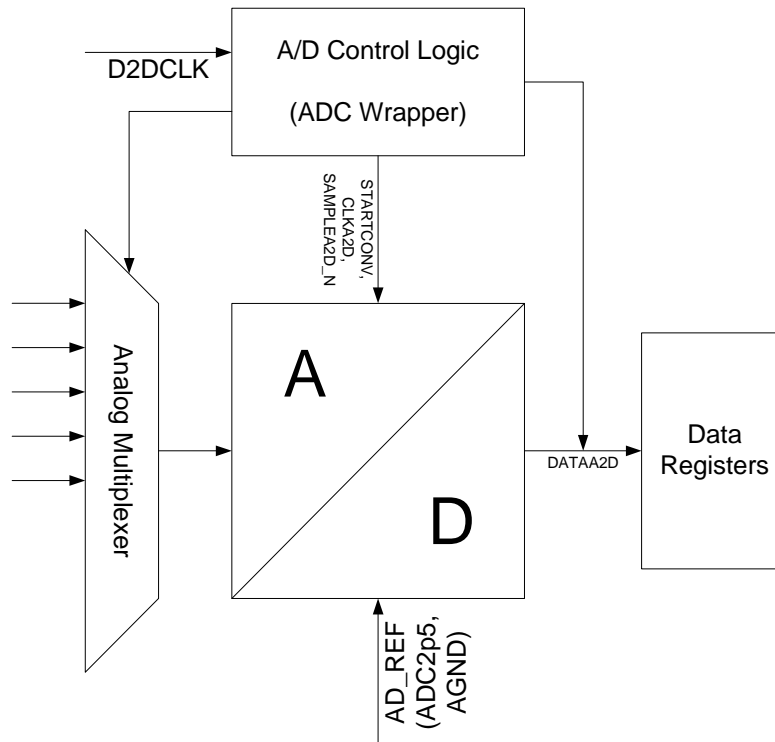 A/D Control Logic
(ADC Wrapper)
D2DCLK
STARTCONV,
CLKA2D,
SAMPLEA2D_N
Analog Multiplexer
A
D
DATAA2D
Data
Registers
AD_REF
(ADC2p5,
AGND)